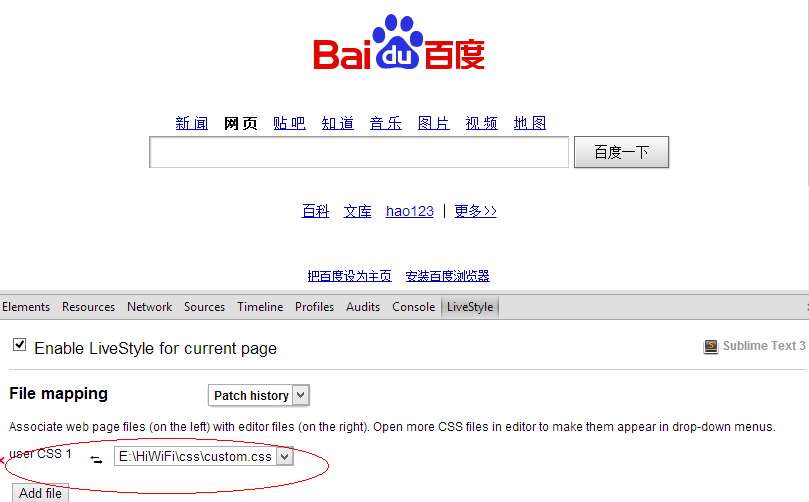 Bai du 百度
新闻 网页 贴吧 知道 音乐 图片 视频 地图
百度一下
百科 文库 hao123 | 更多>>
把百度设为主页 安装百度浏览器
Elements Resources Network Sources Timeline Profiles Audits Console LiveStyle
Enable LiveStyle for current page Sublime Text 3
File mapping Patch history
Associate web page files (on the left) with editor files (on the right). Open more CSS files in editor to make them appear in drop-down menus.
user CSS 1 E:\HiWiFi\css\custom.css
Add file